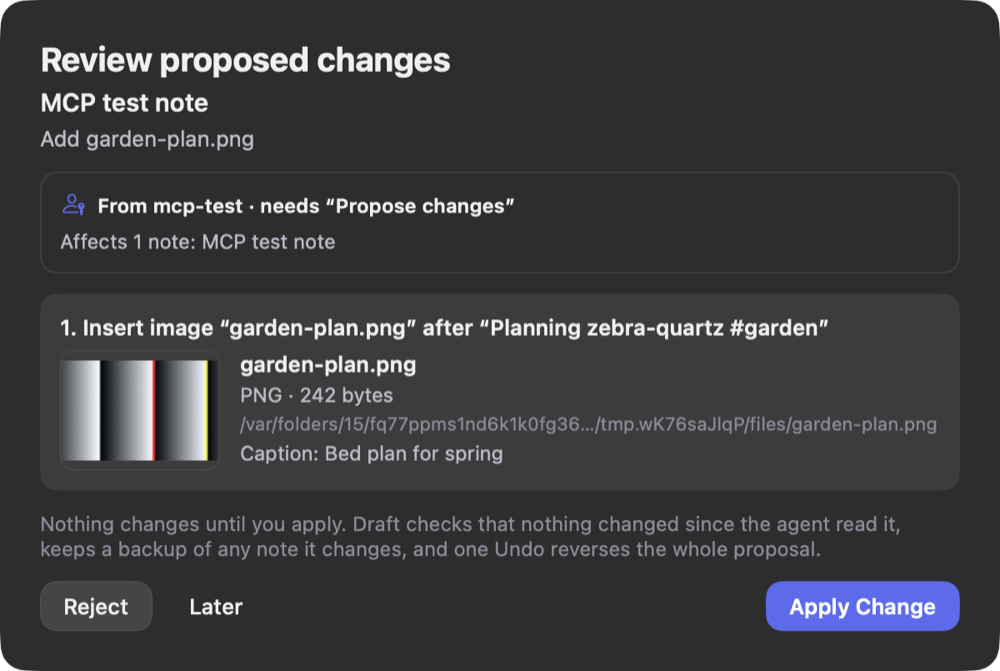 Review proposed changes
MCP test note
Add garden-plan.png
From mcp-test · needs “Propose changes”
Affects 1 note: MCP test note
1. Insert image “garden-plan.png” after “Planning zebra-quartz #garden”
garden-plan.png
PNG · 242 bytes
/var/folders/15/fq77ppms1nd6k1k0fg36.../tmp.wK76saJlqP/files/garden-plan.png
Caption: Bed plan for spring
Nothing changes until you apply. Draft checks that nothing changed since the agent read it,
keeps a backup of any note it changes, and one Undo reverses the whole proposal.
Reject
Later
Apply Change